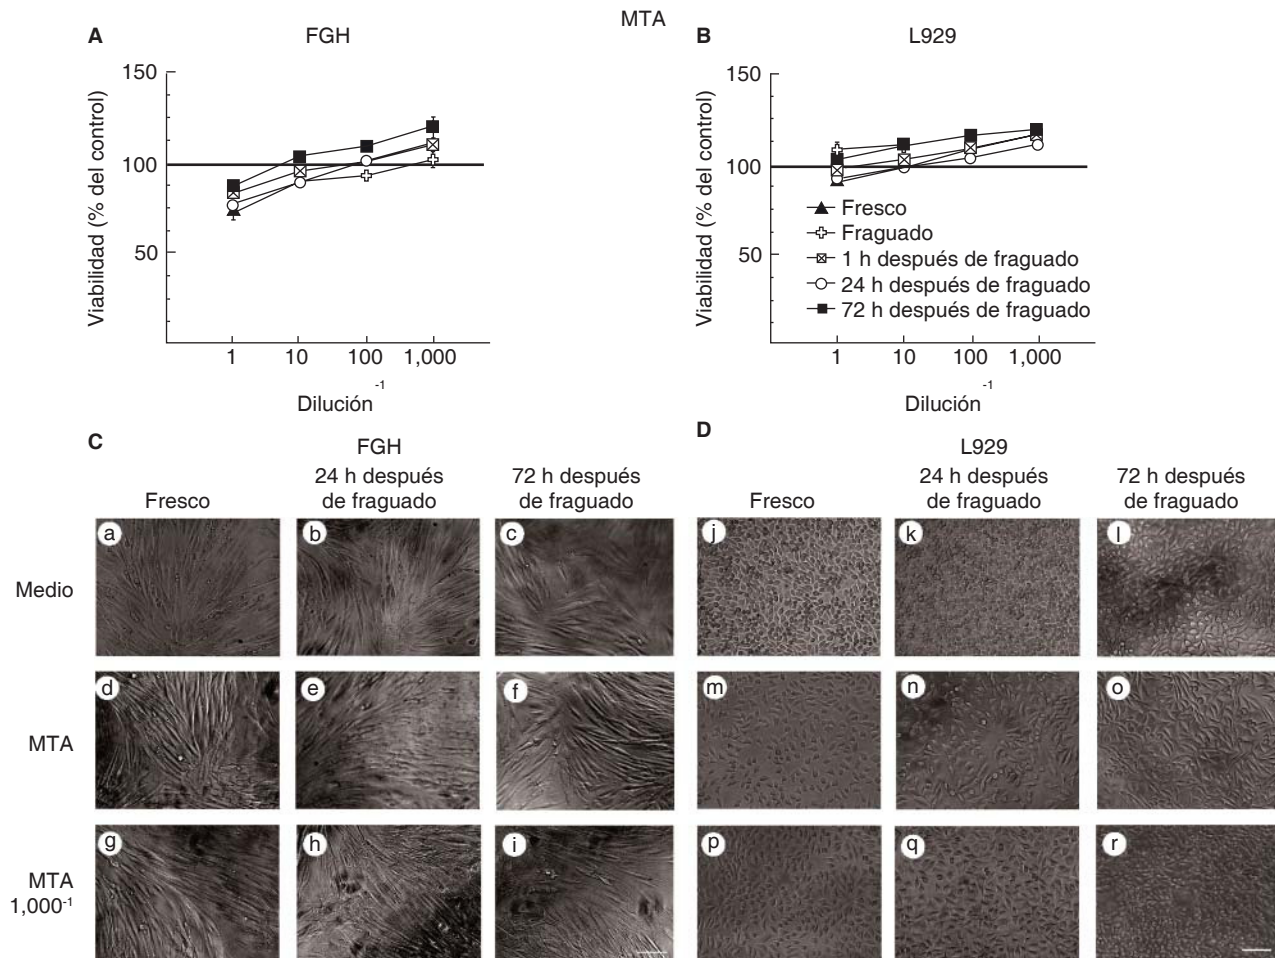 MTA
A
FGH
Viabilidad (% del control)
150
100
50
1 10 100 1,000
Dilución-1
B
L929
Viabilidad (% del control)
150
100
50
Fresco
Fraguado
1 h después de fraguado
24 h después de fraguado
72 h después de fraguado
1 10 100 1,000
Dilución-1
C
FGH
Fresco
24 h después
de fraguado
72 h después
de fraguado
D
L929
Fresco
24 h después
de fraguado
72 h después
de fraguado
Medio
a b c j k l
MTA
d e f m n o
MTA
1,000-1
g h i p q r